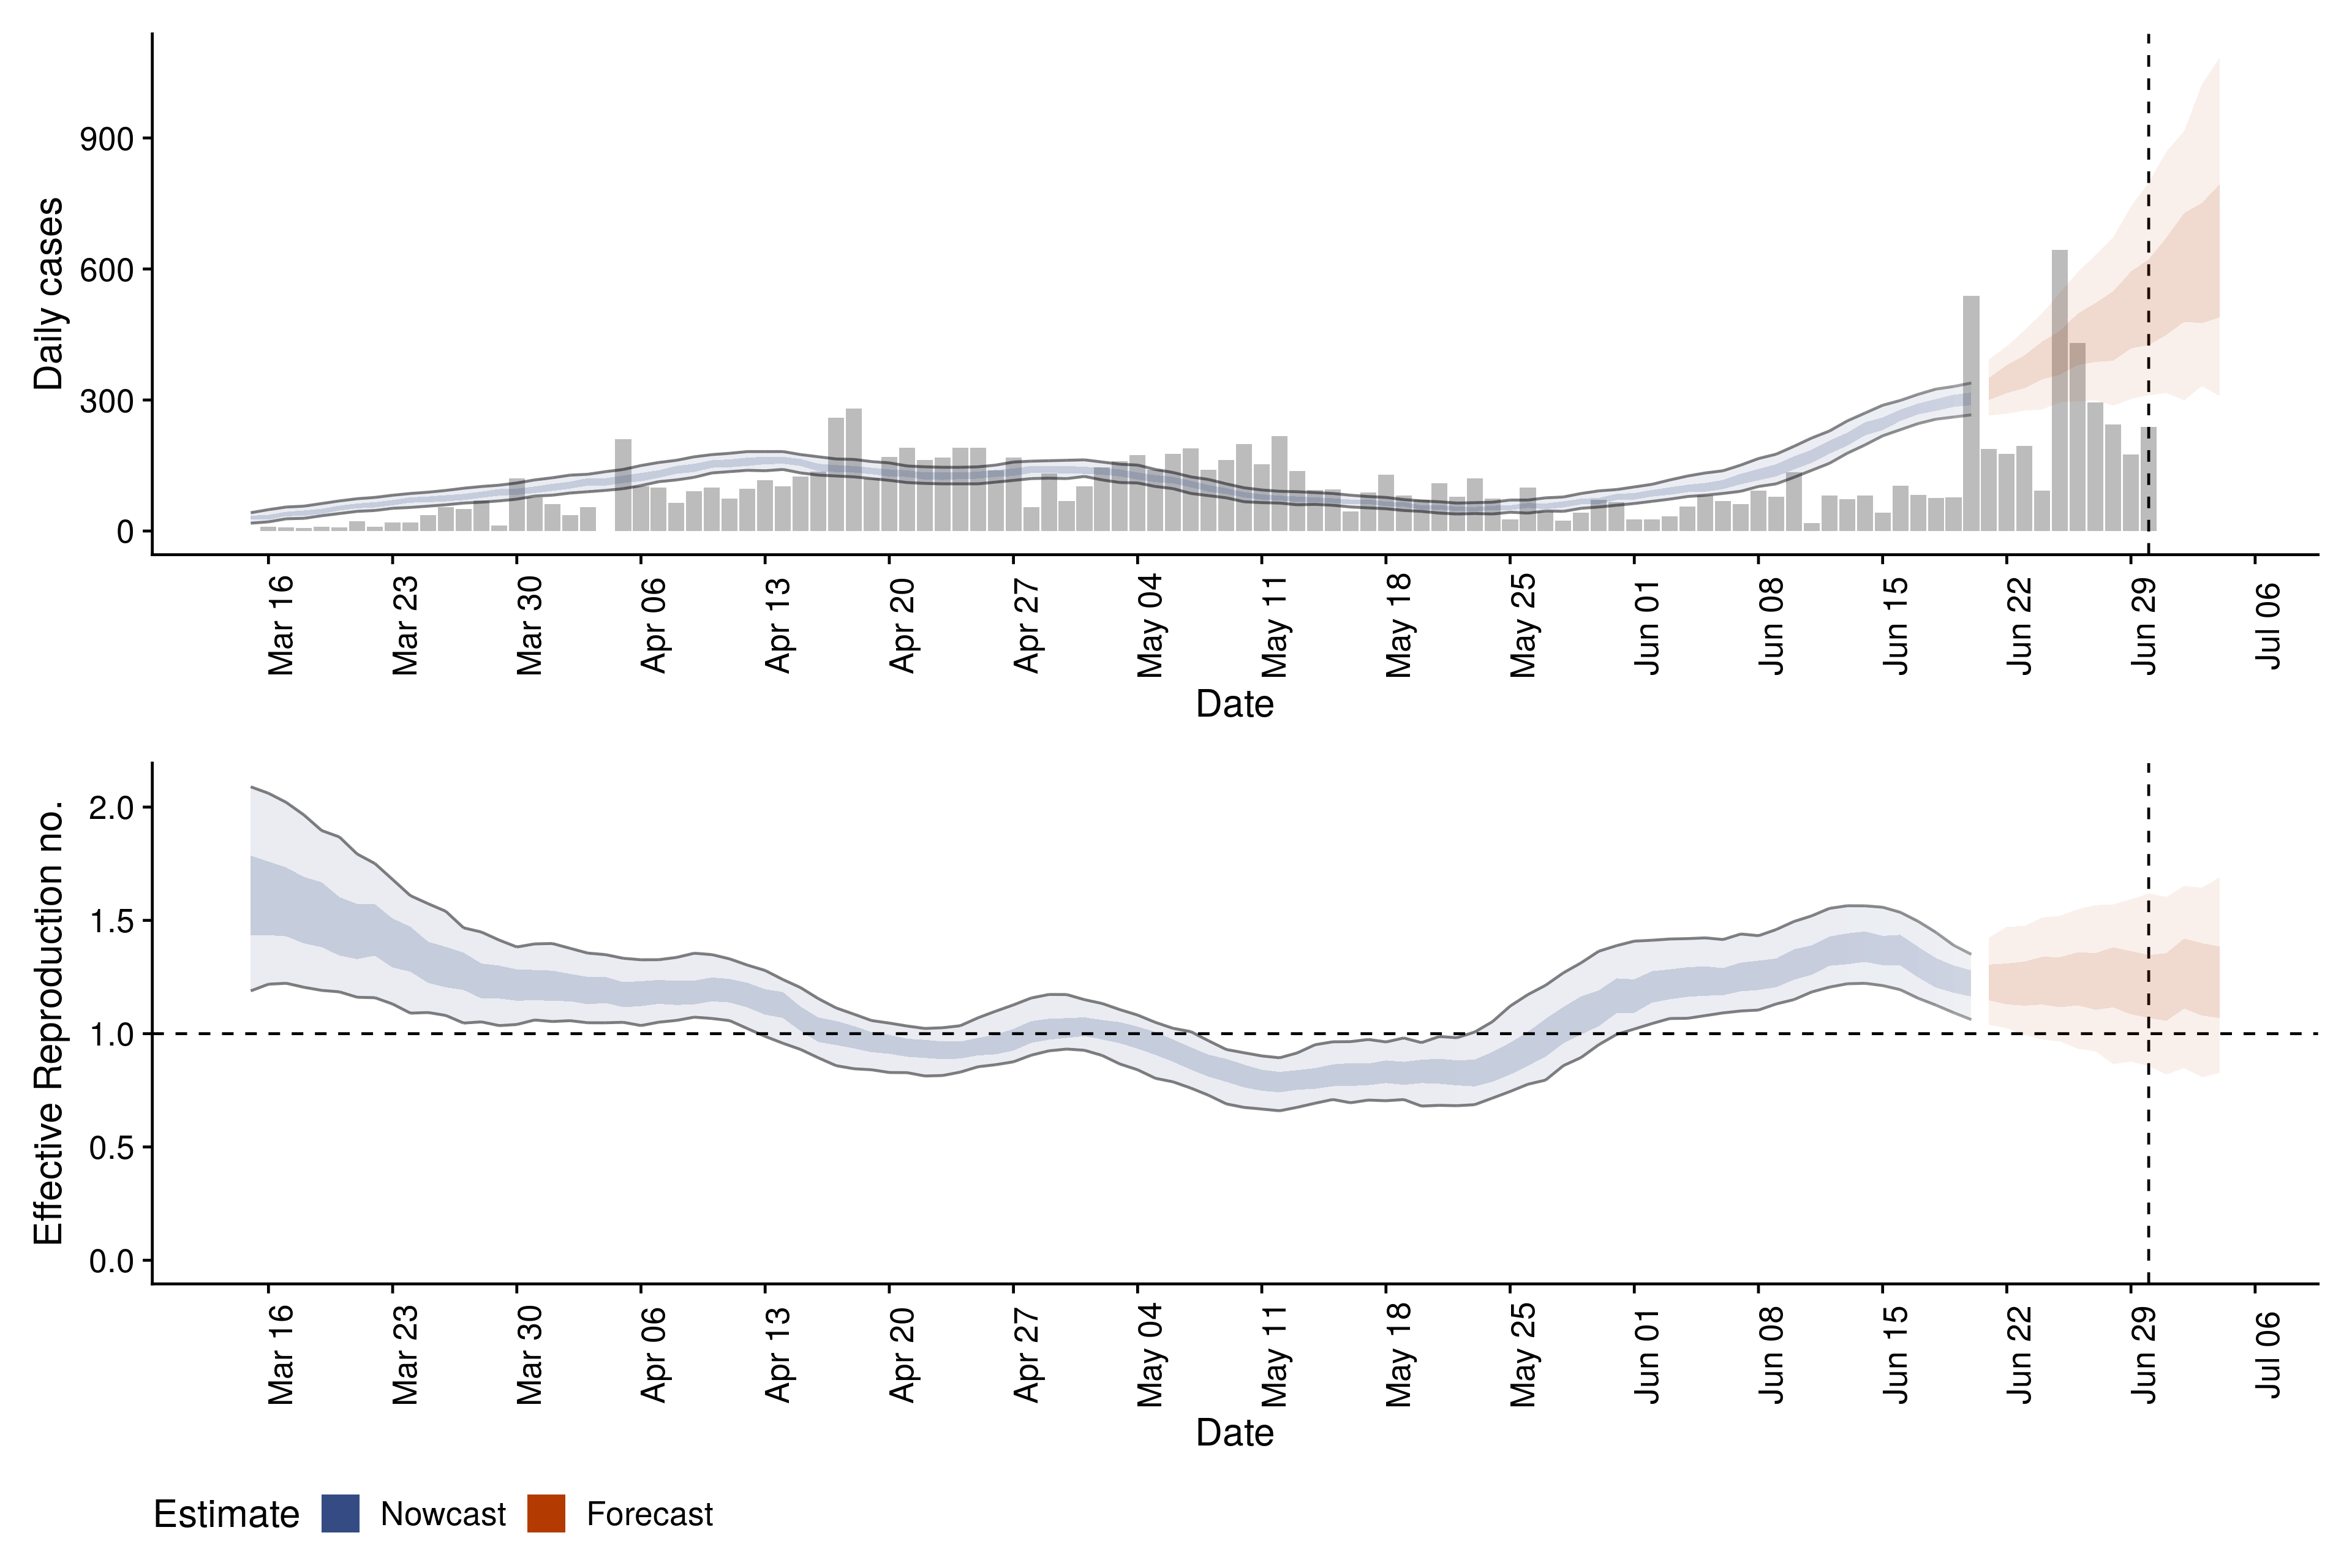 Daily cases
900
600
300
0
Mar 16 Mar 23 Mar 30 Apr 06 Apr 13 Apr 20 Apr 27 May 04 May 11 May 18 May 25 Jun 01 Jun 08 Jun 15 Jun 22 Jun 29 Jul 06
Date
Effective Reproduction no.
2.0
1.5
1.0
0.5
0.0
Mar 16 Mar 23 Mar 30 Apr 06 Apr 13 Apr 20 Apr 27 May 04 May 11 May 18 May 25 Jun 01 Jun 08 Jun 15 Jun 22 Jun 29 Jul 06
Date
Estimate Nowcast Forecast